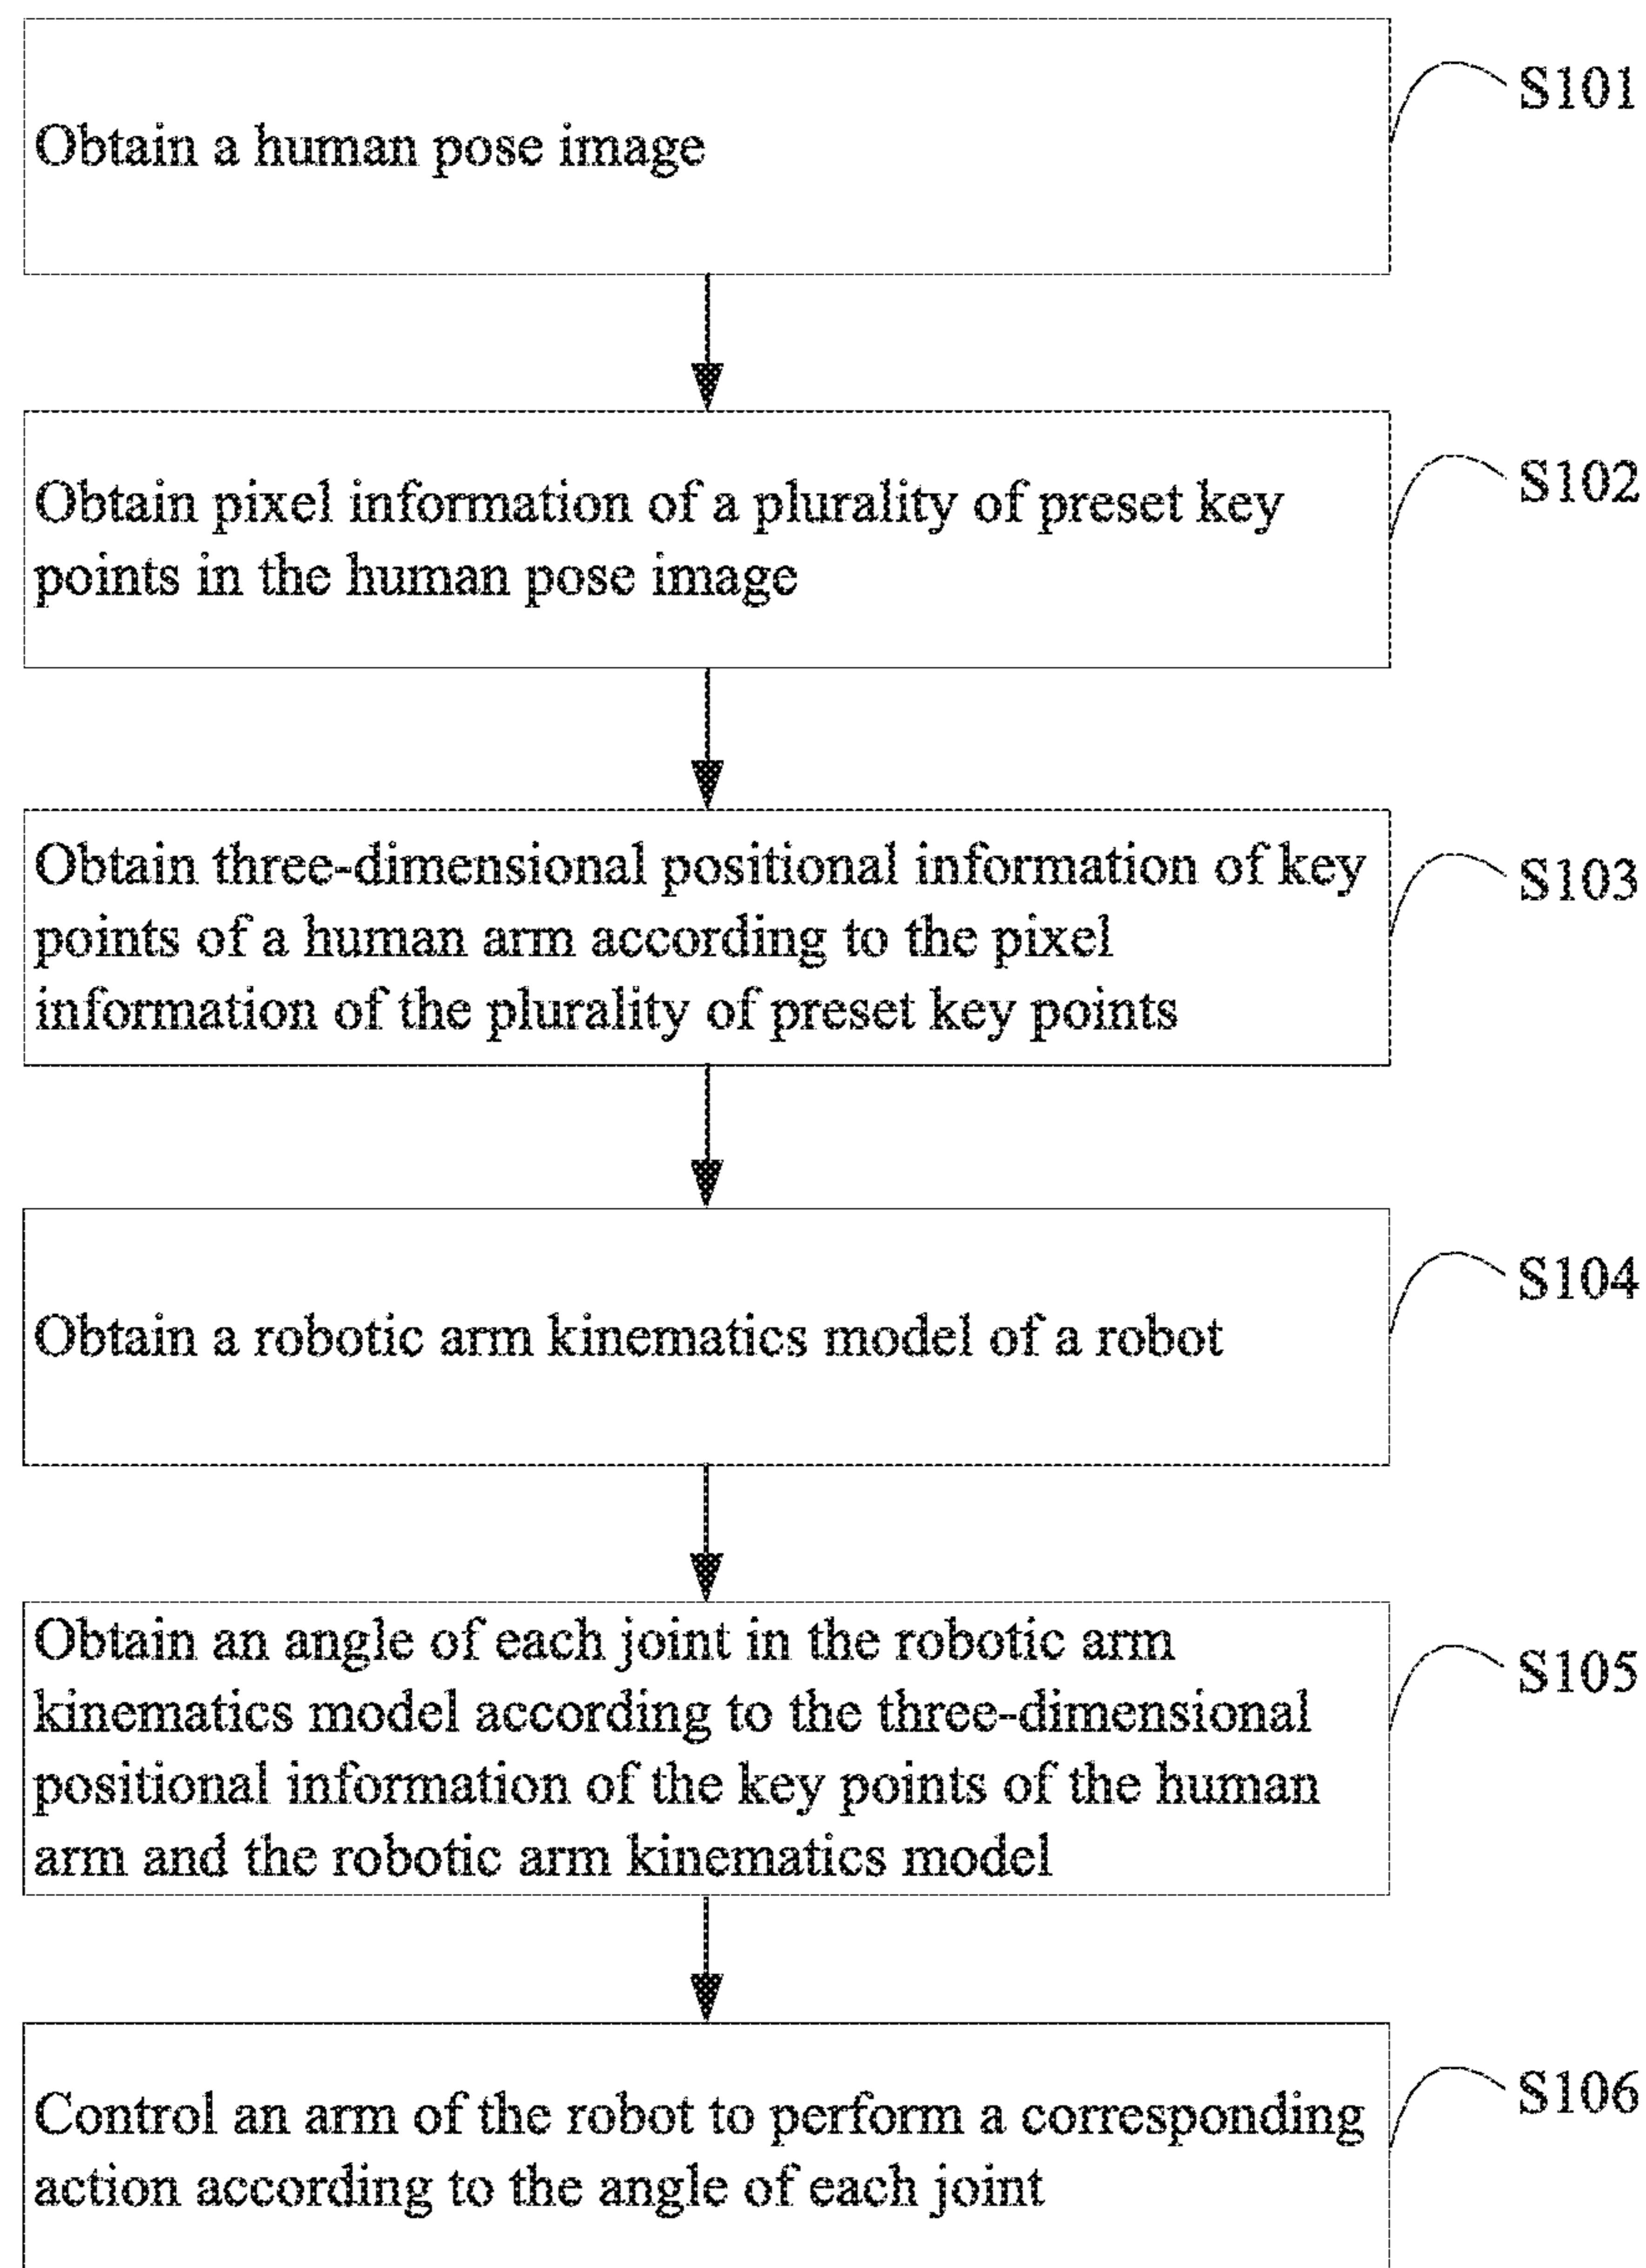 S101
Obtain a human pose image
S102
Obtain pixel information of a plurality of preset key
points in the human pose image
S103
Obtain three-dimensional positional information of key
points of a human arm according to the pixel
information of the plurality of preset key points
S104
Obtain a robotic arm kinematics model of a robot
S105
Obtain an angle of each joint in the robotic arm
kinematics model according to the three-dimensional
positional information of the key points of the human
arm and the robotic arm kinematics model
S106
Control an arm of the robot to perform a corresponding
action according to the angle of each joint